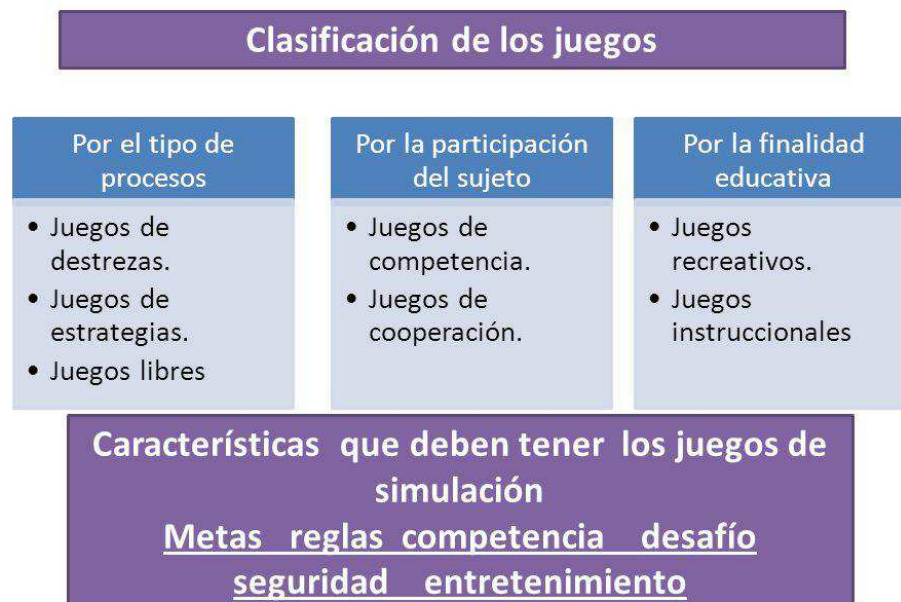 Clasificación de los juegos
Por el tipo de
procesos
• Juegos de
destrezas.
• Juegos de
estrategias.
• Juegos libres
Por la participación
del sujeto
• Juegos de
competencia.
• Juegos de
cooperación.
Por la finalidad
educativa
• Juegos
recreativos.
• Juegos
instruccionales
Características que deben tener los juegos de
simulación
Metas reglas competencia desafío
seguridad entretenimiento